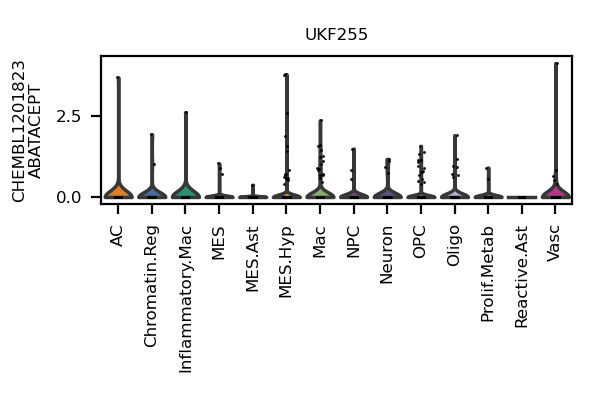 UKF255
CHEMBL1201823
ABATACEPT
2.5
0.0
AC
Chromatin.Reg
Inflammatory.Mac
MES
MES.Ast
MES.Hyp
Mac
NPC
Neuron
OPC
Oligo
Prolif.Metab
Reactive.Ast
Vasc